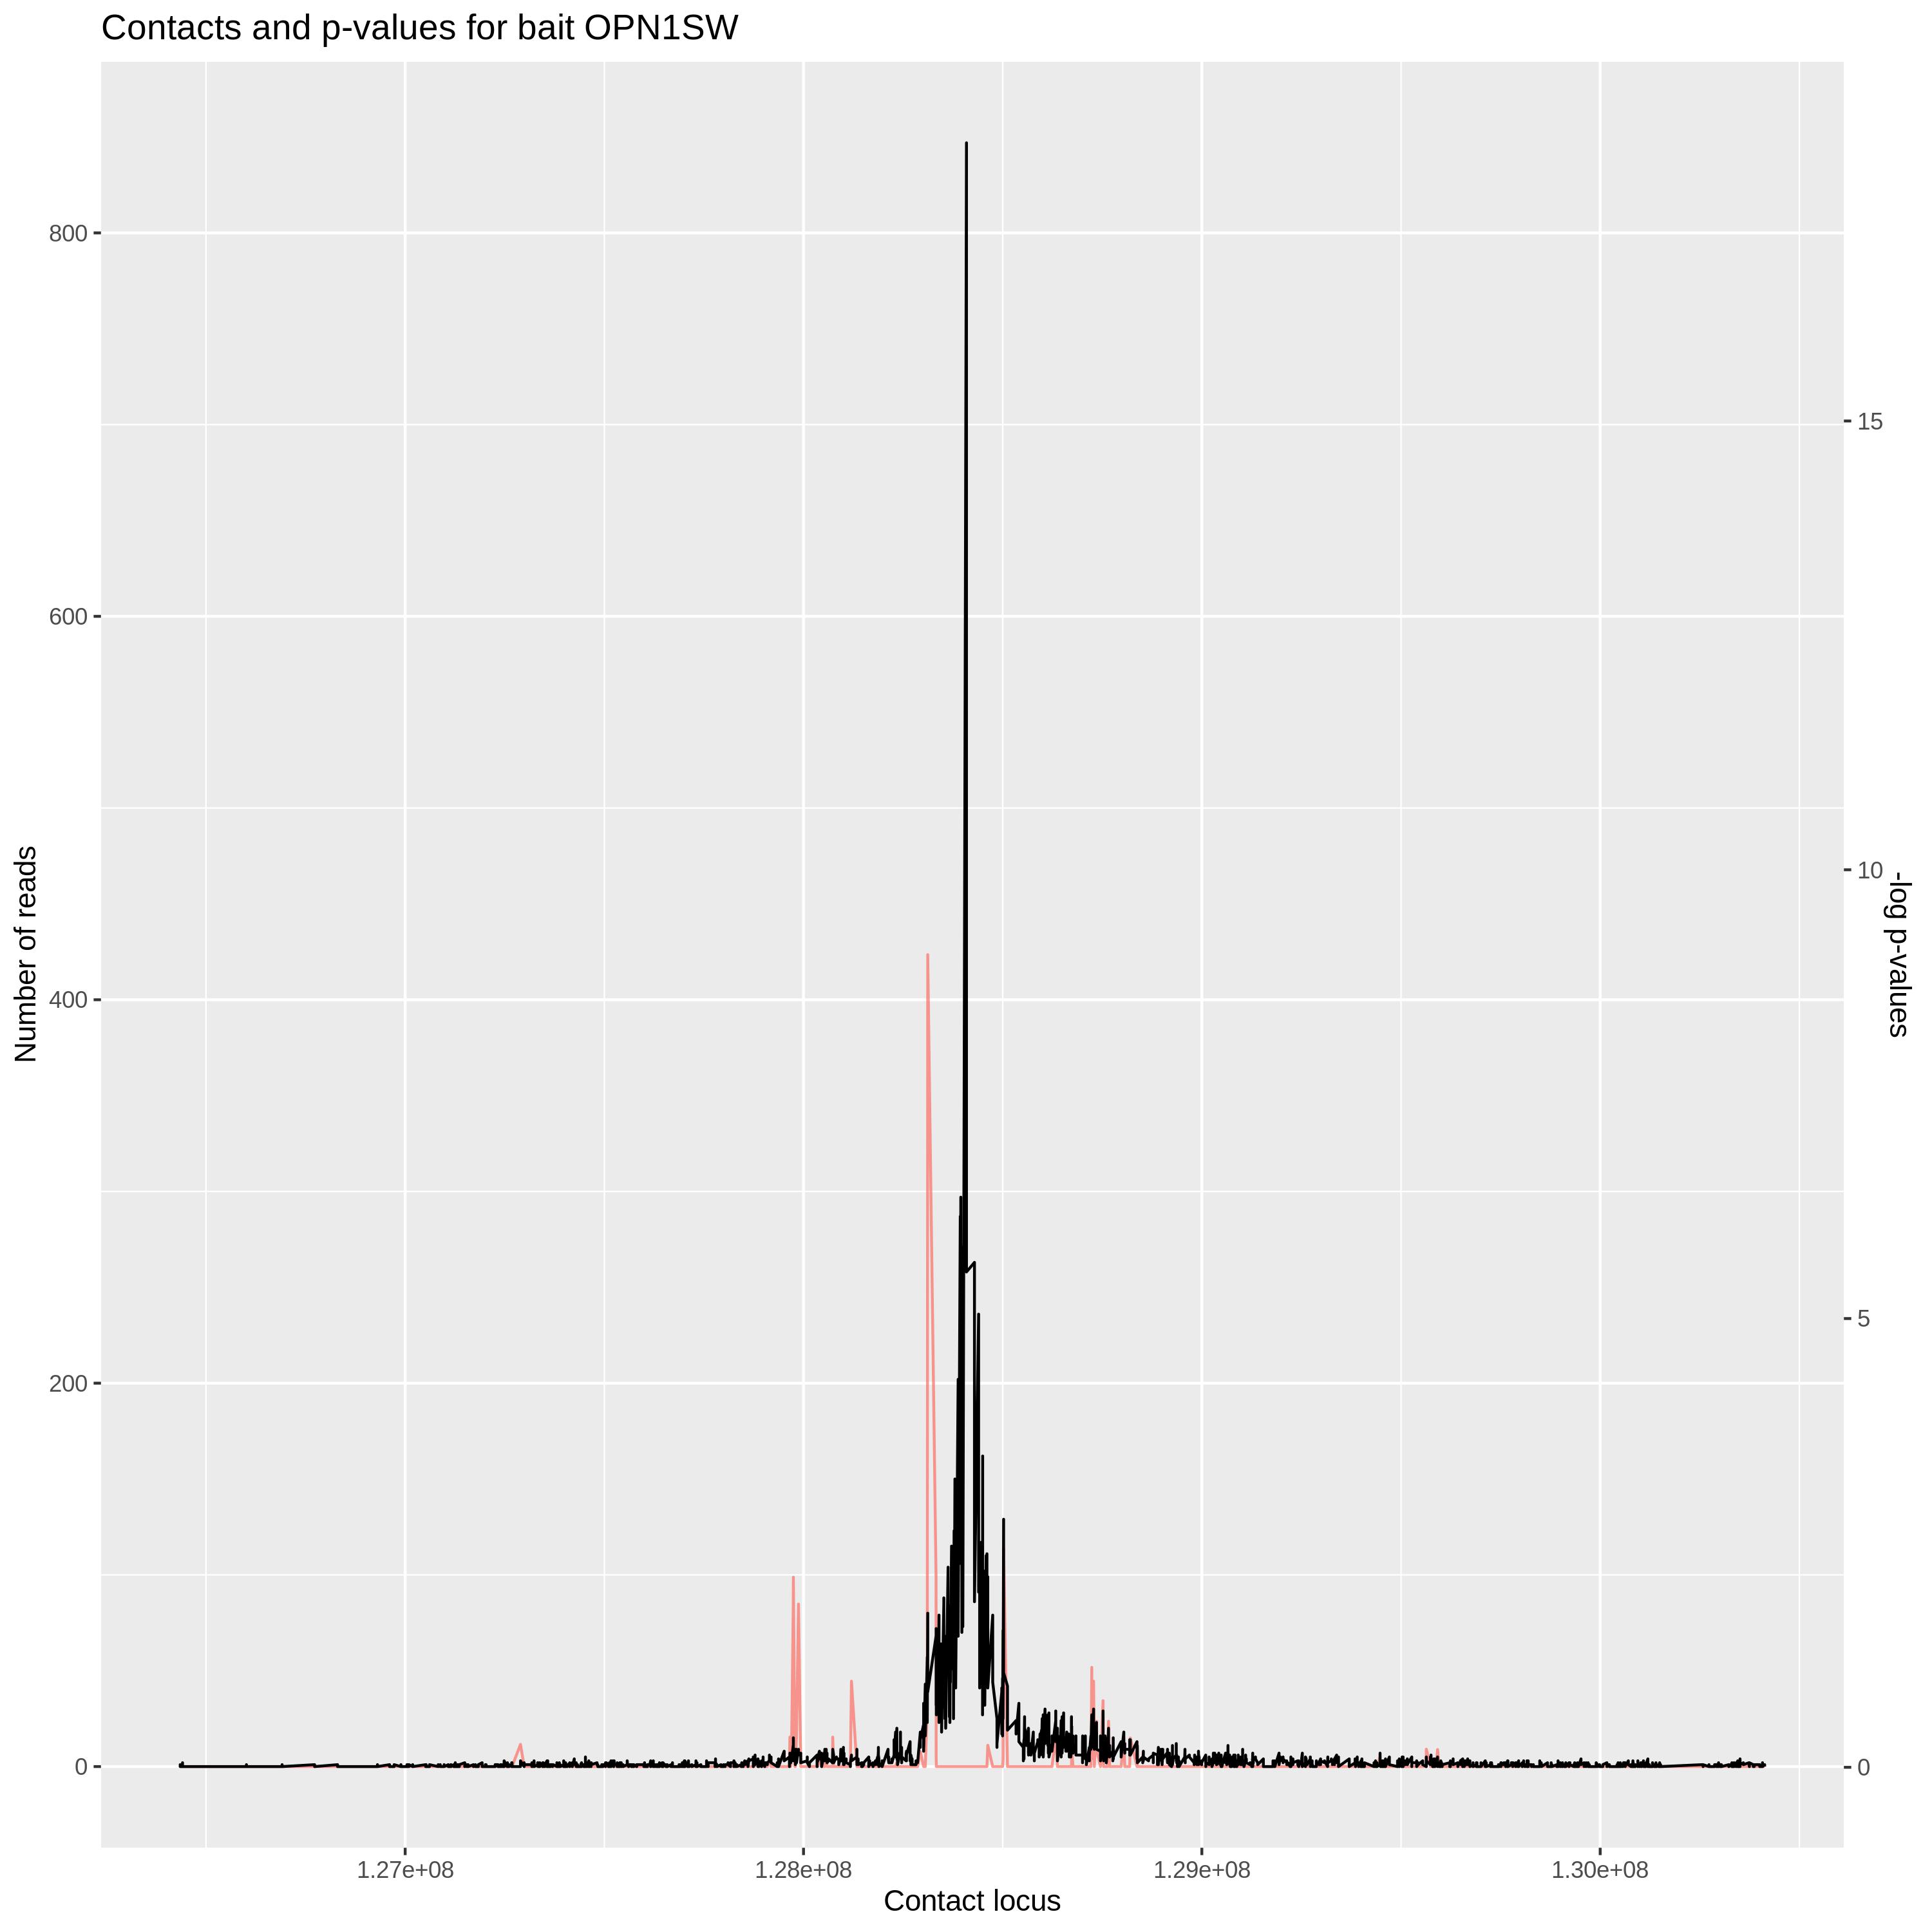 Contacts and p-values for bait OPN1SW
800
600
400
200
0
Number of reads
15
10
5
0
-log p-values
1.27e+08
1.28e+08
1.29e+08
1.30e+08
Contact locus